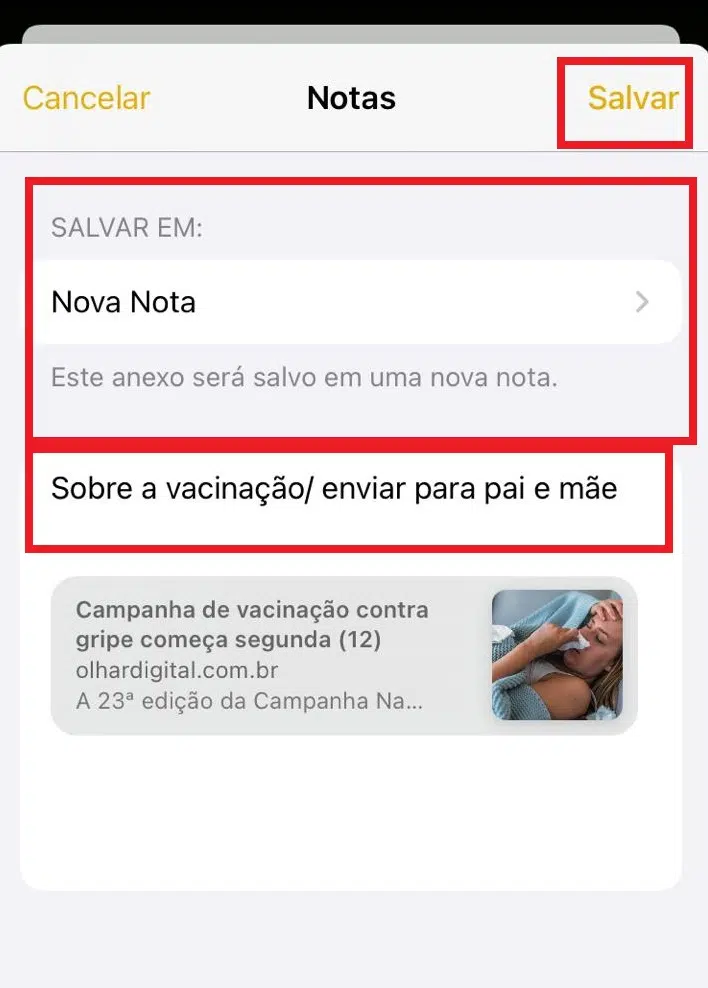 Cancelar Notas Salvar
SALVAR EM:
Nova Nota
Este anexo será salvo em uma nova nota.
Sobre a vacinação/ enviar para pai e mãe
Campanha de vacinação contra
gripe começa segunda (12)
olhardigital.com.br
A 23ª edição da Campanha Na...